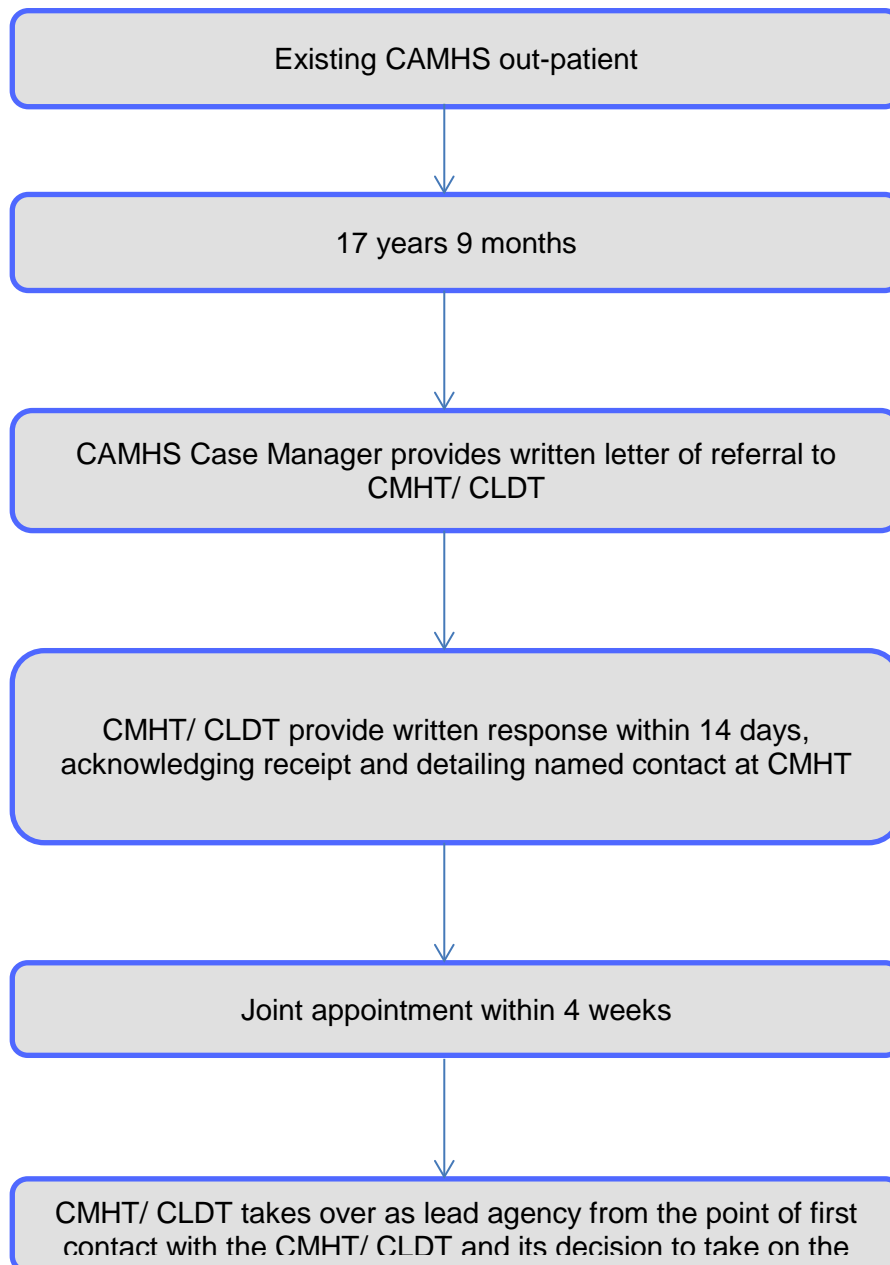 Existing CAMHS out-patient
17 years 9 months
CAMHS Case Manager provides written letter of referral to
CMHT/ CLDT
CMHT/ CLDT provide written response within 14 days,
acknowledging receipt and detailing named contact at CMHT
Joint appointment within 4 weeks
CMHT/ CLDT takes over as lead agency from the point of first
contact with the CMHT/ CLDT and its decision to take on the